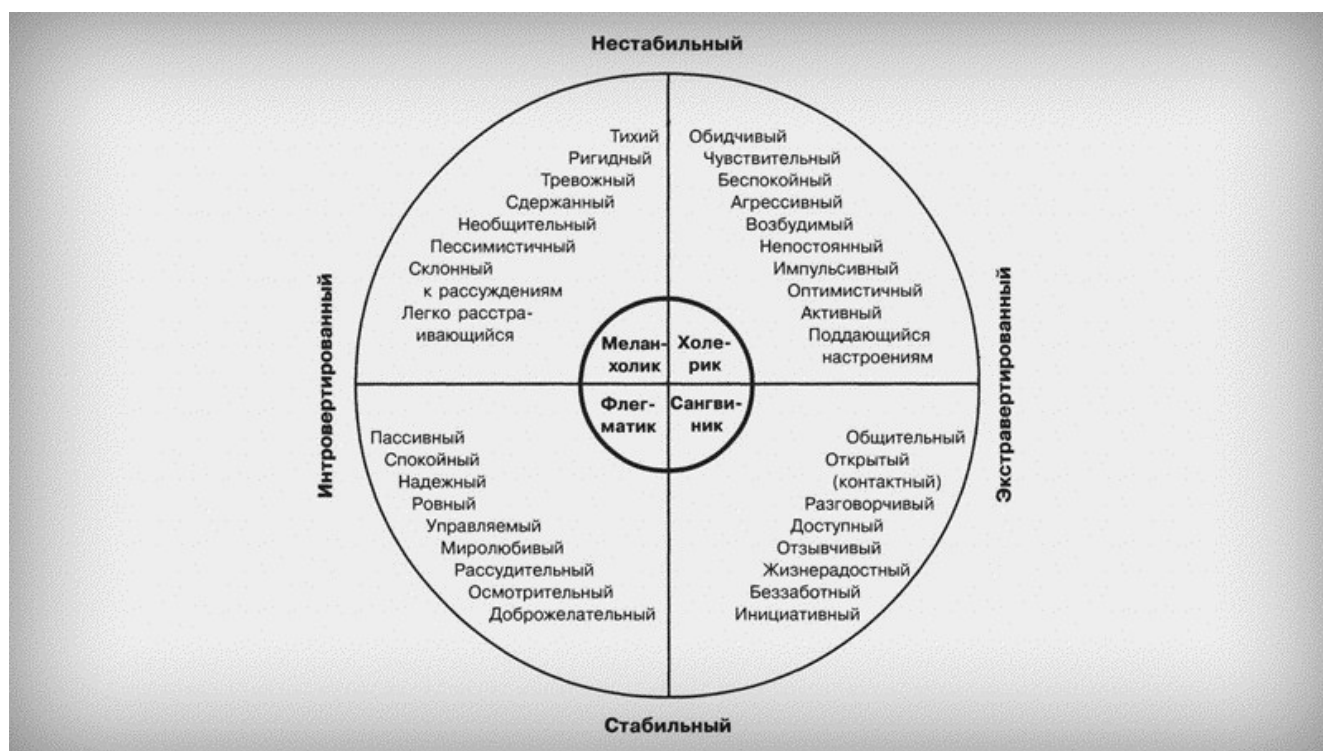 Нестабильный
Тихий
Ригидный
Тревожный
Сдержанный
Необщительный
Пессимистичный
Склонный
к рассуждениям
Легко расстра-
ивающийся
Обидчивый
Чувствительный
Беспокойный
Агрессивный
Возбудимый
Непостоянный
Импульсивный
Оптимистичный
Активный
Поддающийся
настроениям
Интровертированный
Мелан-
холик
Холе-
рик
Флег-
матик
Сангви-
ник
Экстравертированный
Пассивный
Спокойный
Надежный
Ровный
Управляемый
Миролюбивый
Рассудительный
Осмотрительный
Доброжелательный
Общительный
Открытый
(контактный)
Разговорчивый
Доступный
Отзывчивый
Жизнерадостный
Беззаботный
Инициативный
Стабильный